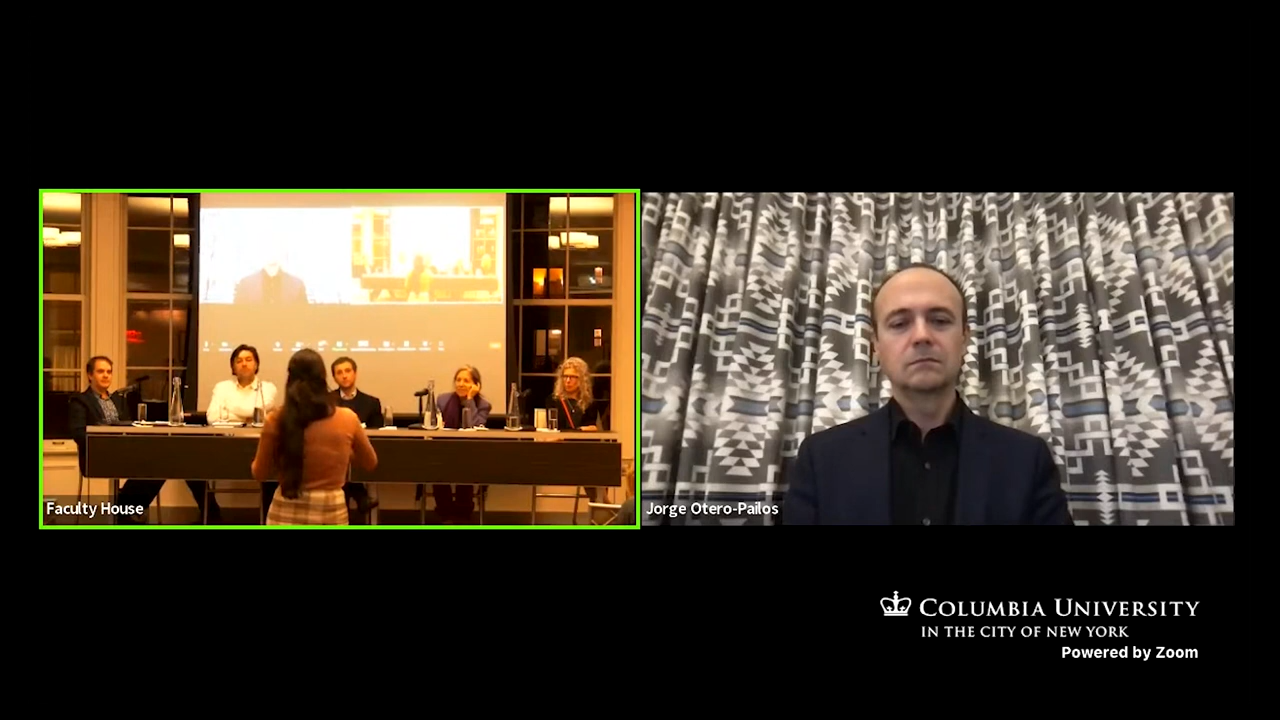 Faculty House
Jorge Otero-Pailos
COLUMBIA UNIVERSITY
IN THE CITY OF NEW YORK
Powered by Zoom